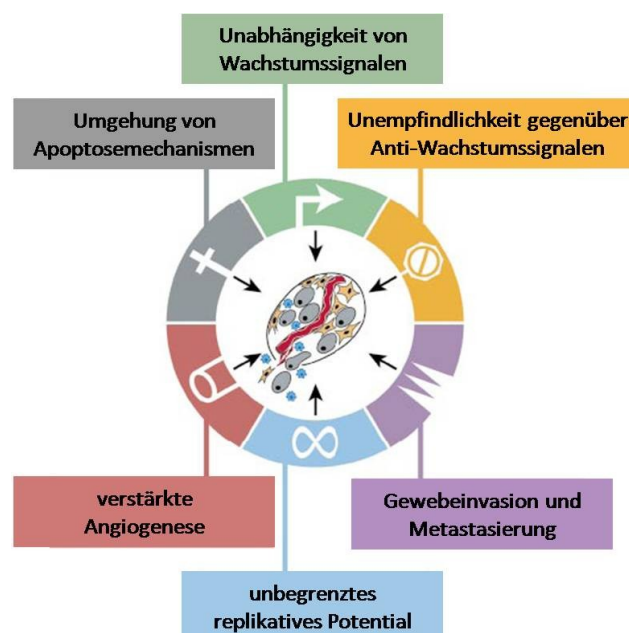 Unabhängigkeit von
Wachstumssignalen
Umgehung von
Apoptosemechanismen
Unempfindlichkeit gegenüber
Anti-Wachstumssignalen
verstärkte
Angiogenese
Gewebeinvasion und
Metastasierung
unbegrenztes
replikatives Potential